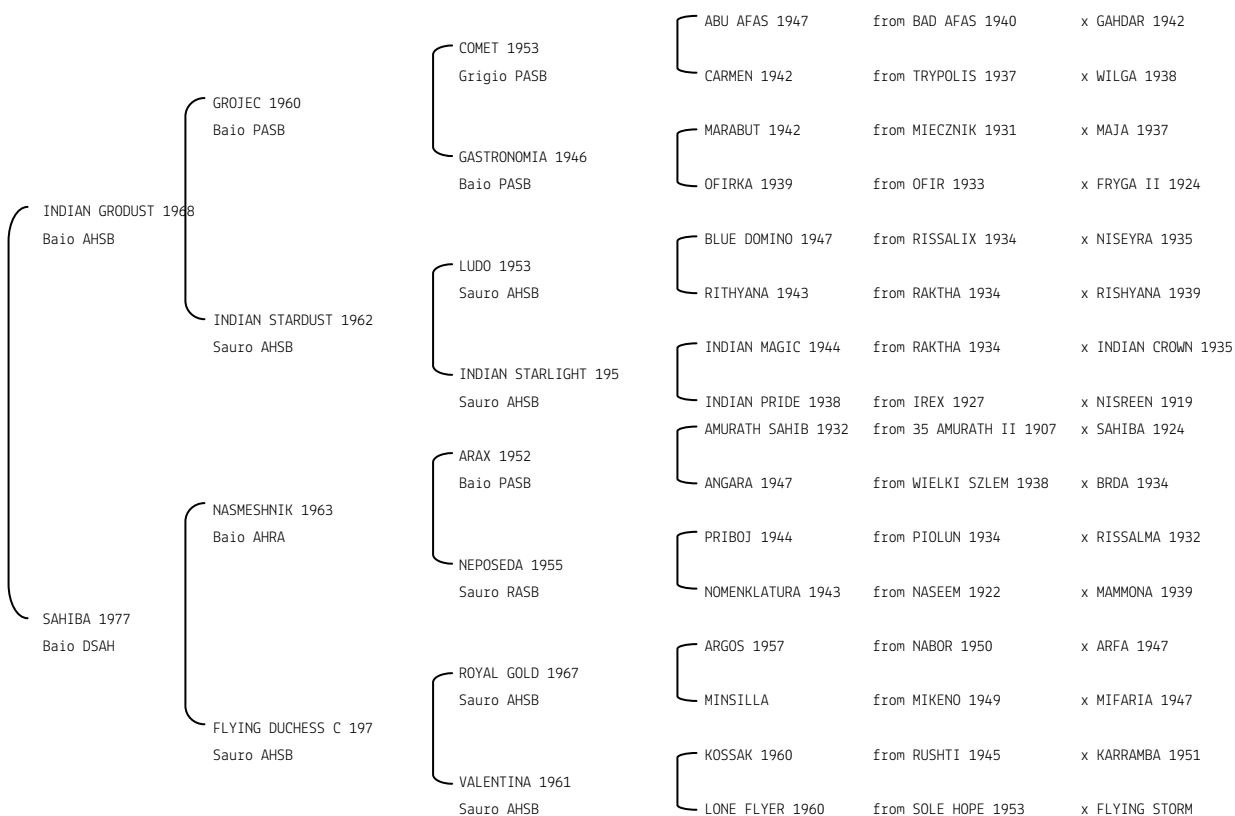 ABU AFAS 1947 from BAD AFAS 1940 x GAHDAR 1942
COMET 1953
Grigio PASB
CARMEN 1942 from TRYPOLIS 1937 x WILGA 1938
GROJEC 1960
Baio PASB
MARABUT 1942 from MIECZNIK 1931 x MAJA 1937
GASTRONOMIA 1946
Baio PASB
OFIRKA 1939 from OFIR 1933 x FRYGA II 1924
INDIAN GRODUST 1968
Baio AHSB
BLUE DOMINO 1947 from RISSALIX 1934 x NISEYRA 1935
LUDO 1953
Sauro AHSB
RITHYANA 1943 from RAKTHA 1934 x RISHYANA 1939
INDIAN STARDUST 1962
Sauro AHSB
INDIAN MAGIC 1944 from RAKTHA 1934 x INDIAN CROWN 1935
INDIAN STARLIGHT 195
Sauro AHSB
INDIAN PRIDE 1938 from IREX 1927 x NISREEN 1919
AMURATH SAHIB 1932 from 35 AMURATH II 1907 x SAHIBA 1924
ARAX 1952
Baio PASB
ANGARA 1947 from WIELKI SZLEM 1938 x BRDA 1934
NASMESHNIK 1963
Baio AHRA
PRIBOJ 1944 from PIOLUN 1934 x RISSALMA 1932
NEPOSEDA 1955
Sauro RASB
NOMENKLATURA 1943 from NASEEM 1922 x MAMMONA 1939
SAHIBA 1977
Baio DSAH
ARGOS 1957 from NABOR 1950 x ARFA 1947
ROYAL GOLD 1967
Sauro AHSB
MINSILLA from MIKENO 1949 x MIFARIA 1947
FLYING DUCHESS C 197
Sauro AHSB
KOSSAK 1960 from RUSHTI 1945 x KARRAMBA 1951
VALENTINA 1961
Sauro AHSB
LONE FLYER 1960 from SOLE HOPE 1953 x FLYING STORM